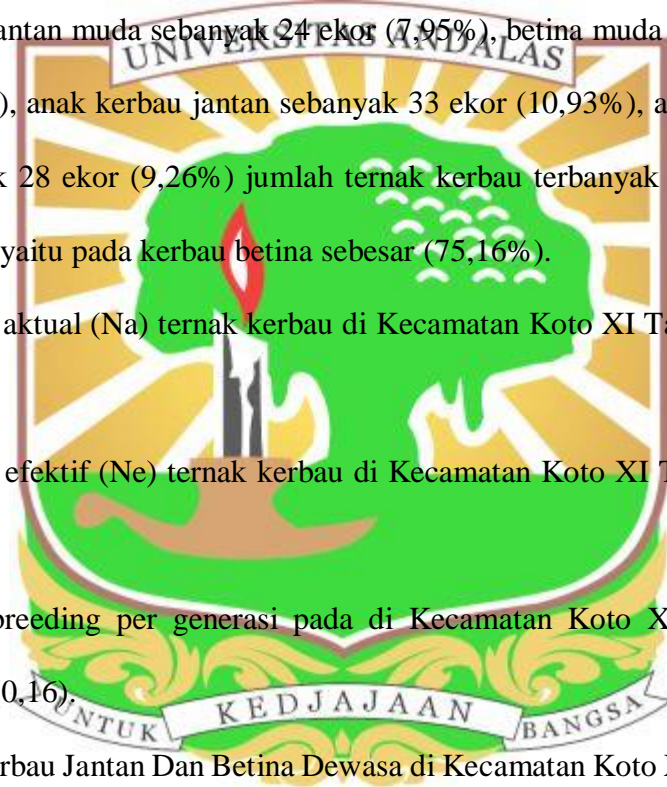 antan muda sebanyak 24 ekor (7,95%), betina muda
UNIVERSITAS ANDALAS
), anak kerbau jantan sebanyak 33 ekor (10,93%), a
k 28 ekor (9,26%) jumlah ternak kerbau terbanyak
yaitu pada kerbau betina sebesar (75,16%).
aktual (Na) ternak kerbau di Kecamatan Koto XI Ta
efektif (Ne) ternak kerbau di Kecamatan Koto XI T
breeding per generasi pada di Kecamatan Koto X
0,16).
UNTUK KEDJAJAAN BANGSA
rbau Jantan Dan Betina Dewasa di Kecamatan Koto X